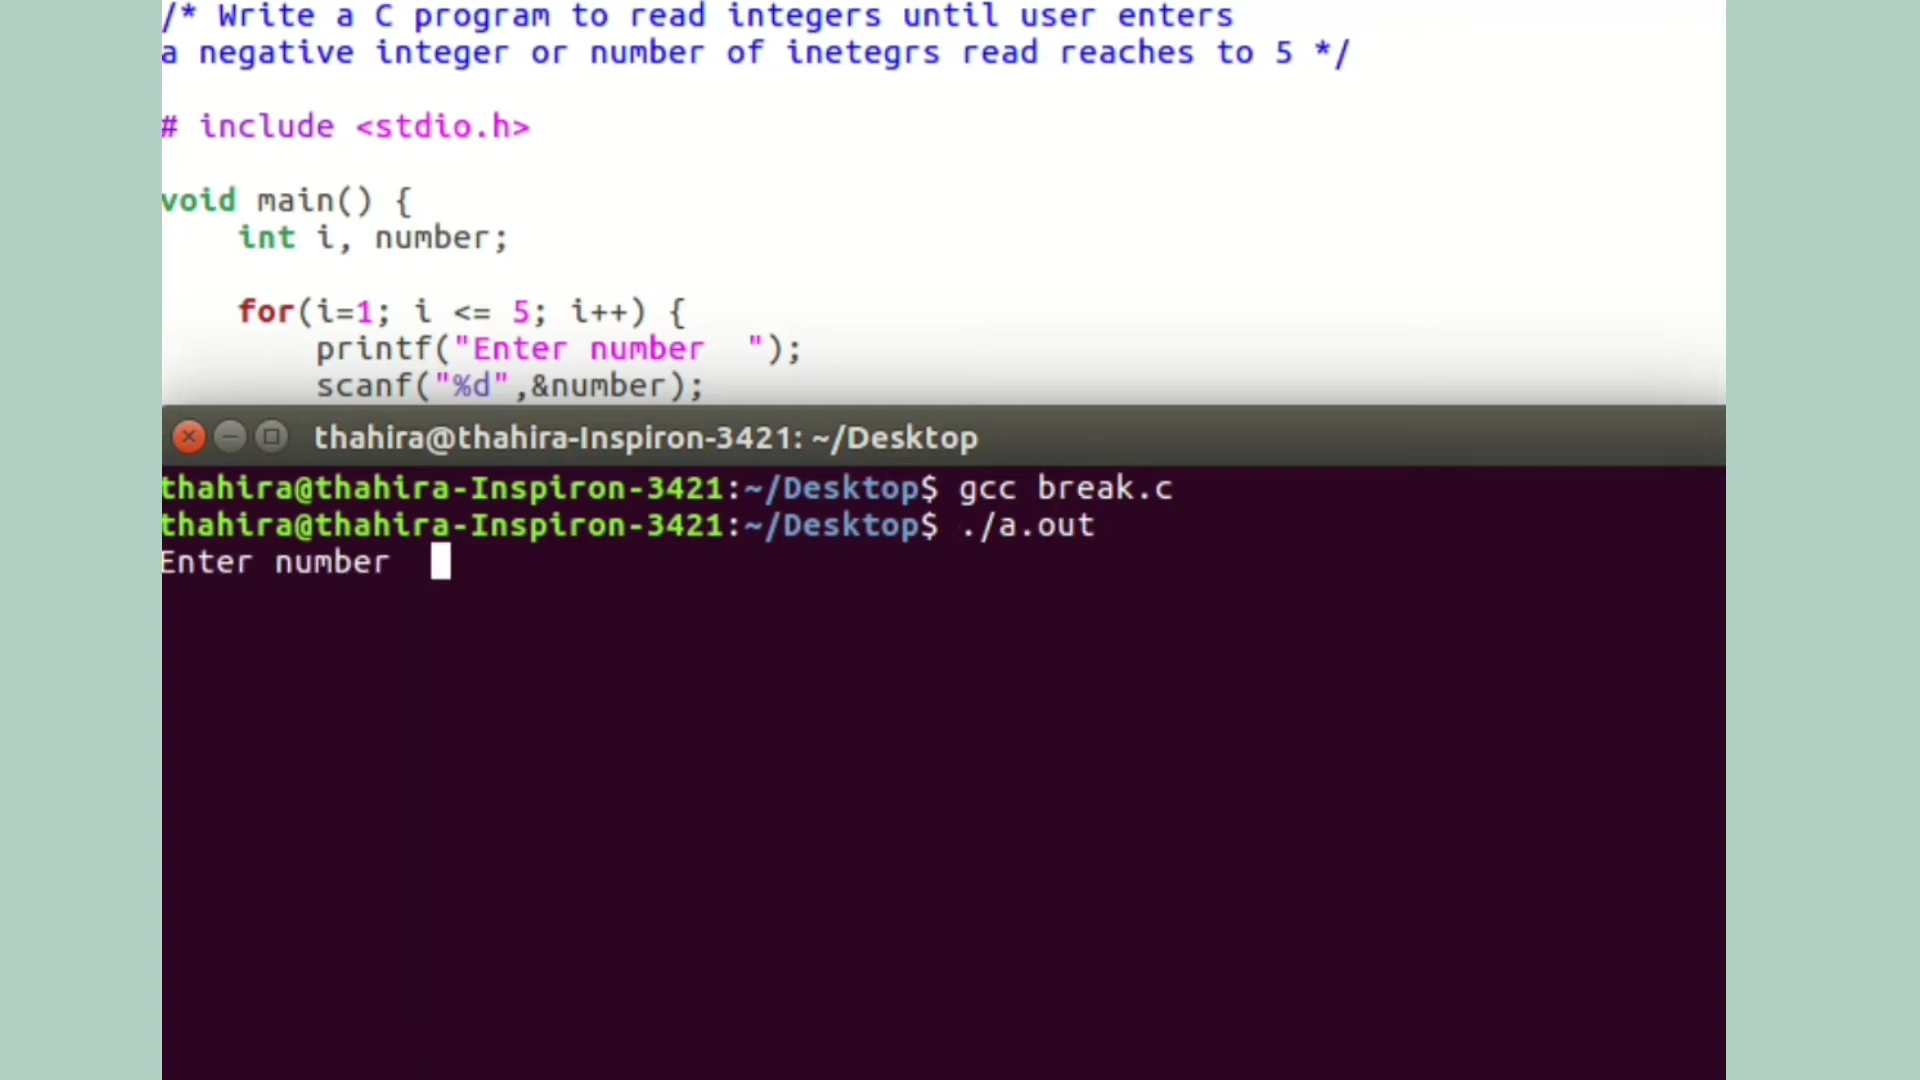 /* Write a C program to read integers until user enters
a negative integer or number of inetegrs read reaches to 5 */
# include <stdio.h>
void main() {
int i, number;
for(i=1; i <= 5; i++) {
printf("Enter number  ");
scanf("%d",&number);
thahira@thahira-Inspiron-3421: ~/Desktop
thahira@thahira-Inspiron-3421:~/Desktop$ gcc break.c
thahira@thahira-Inspiron-3421:~/Desktop$ ./a.out
Enter number